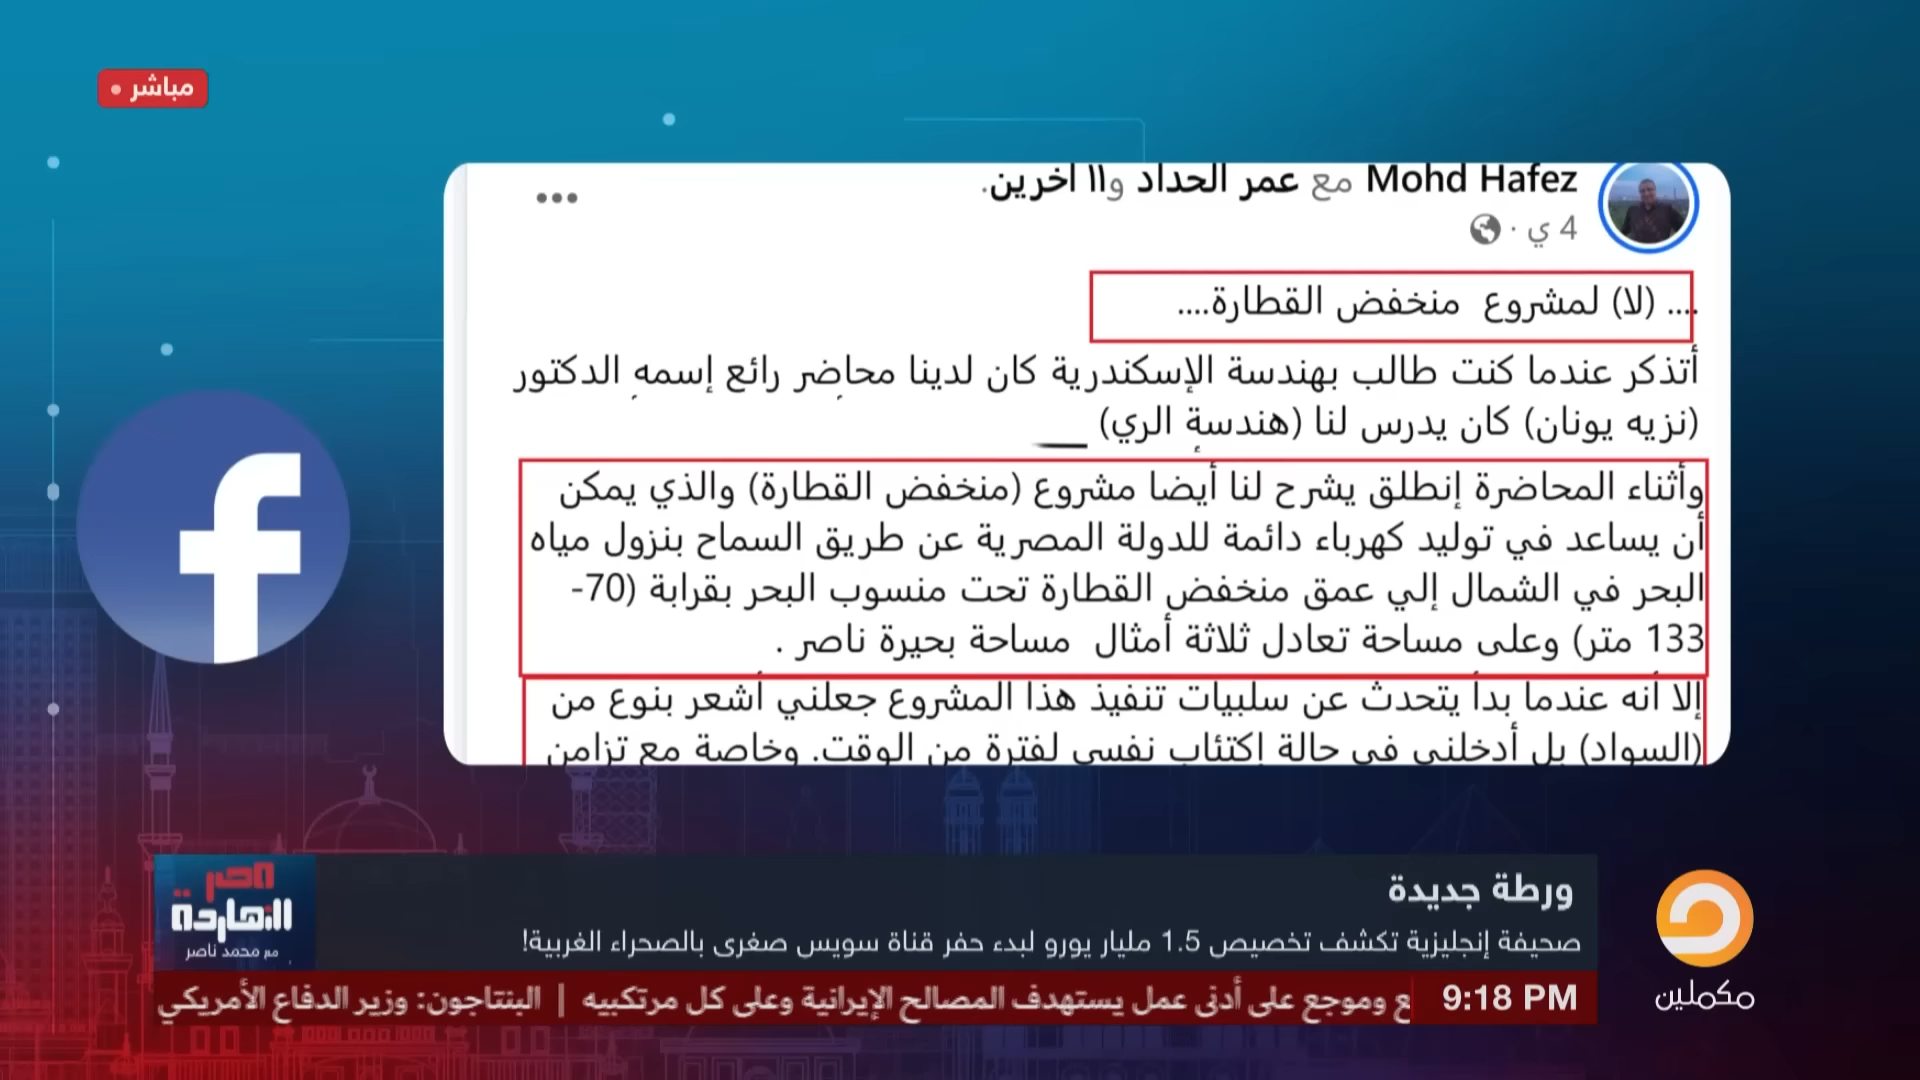 مباشر
Mohd Hafez مع عمر الحداد و١١ آخرين.
4 ي ·
.... (لا) لمشروع منخفض القطارة....
أتذكر عندما كنت طالب بهندسة الإسكندرية كان لدينا محاضر رائع إسمه الدكتور
(نزيه يونان) كان يدرس لنا (هندسة الري)
وأثناء المحاضرة إنطلق يشرح لنا أيضا مشروع (منخفض القطارة) والذي يمكن
أن يساعد في توليد كهرباء دائمة للدولة المصرية عن طريق السماح بنزول مياه
البحر في الشمال إلي عمق منخفض القطارة تحت منسوب البحر بقرابة (70-
133 متر) وعلى مساحة تعادل ثلاثة أمثال مساحة بحيرة ناصر .
إلا أنه عندما بدأ يتحدث عن سلبيات تنفيذ هذا المشروع جعلني أشعر بنوع من
(السواد) بل أدخلني في حالة إكتئاب نفسي لفترة من الوقت. وخاصة مع تزامن
مصر
النهاردة
مع محمد ناصر
ورطة جديدة
صحيفة إنجليزية تكشف تخصيص 1.5 مليار يورو لبدء حفر قناة سويس صغرى بالصحراء الغربية!
ع وموجع على أدنى عمل يستهدف المصالح الإيرانية وعلى كل مرتكبيه | البنتاجون: وزير الدفاع الأمريكي
9:18 PM
مكملين